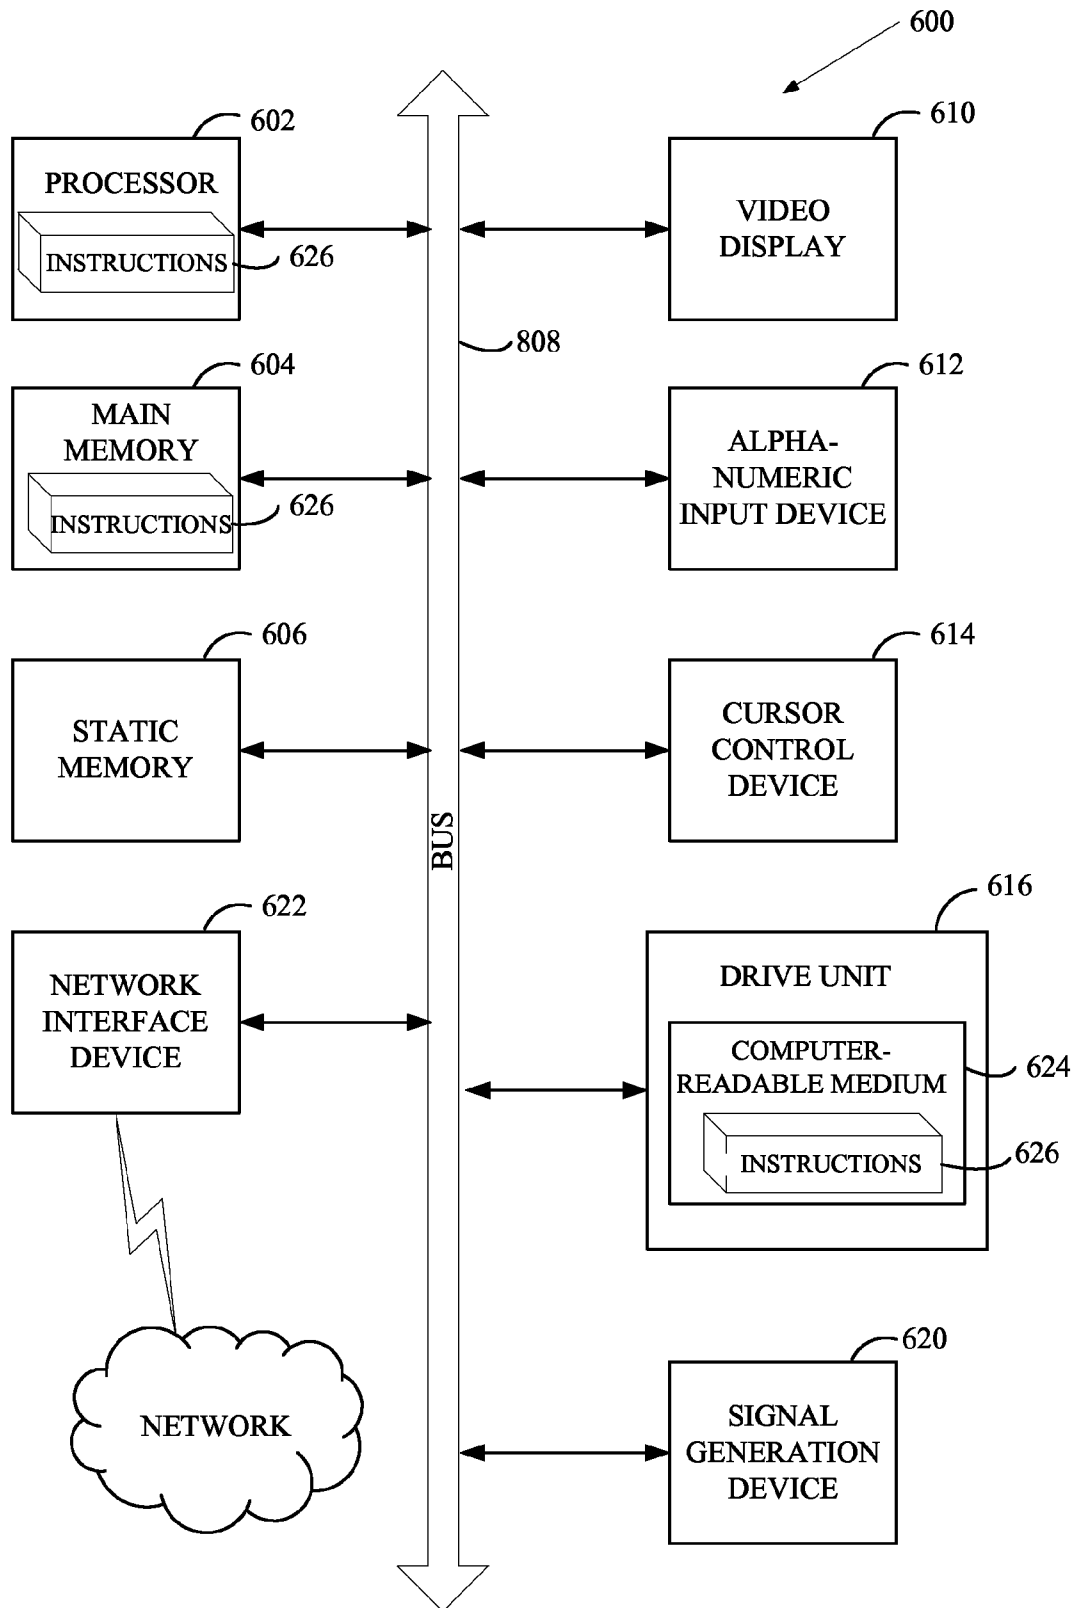 600
602
PROCESSOR
INSTRUCTIONS
626
610
VIDEO
DISPLAY
808
604
MAIN
MEMORY
INSTRUCTIONS
626
612
ALPHA-
NUMERIC
INPUT DEVICE
606
STATIC
MEMORY
614
CURSOR
CONTROL
DEVICE
BUS
622
NETWORK
INTERFACE
DEVICE
616
DRIVE UNIT
COMPUTER-
READABLE MEDIUM
624
INSTRUCTIONS
626
NETWORK
620
SIGNAL
GENERATION
DEVICE